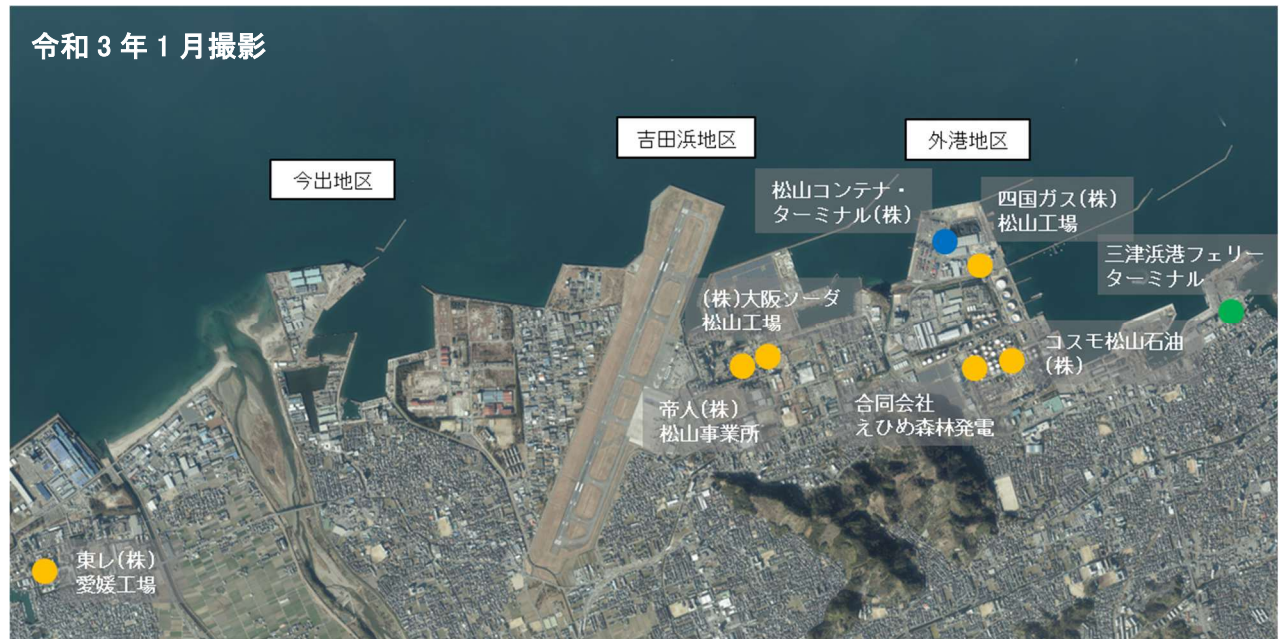 令和3年1月撮影
今出地区
吉田浜地区
外港地区
松山コンテナ・
ターミナル(株)
四国ガス(株)
松山工場
三津浜港フェリー
ターミナル
(株)大阪ソーダ
松山工場
コスモ松山石油
(株)
帝人(株)
松山事業所
合同会社
えひめ森林発電
東レ(株)
愛媛工場